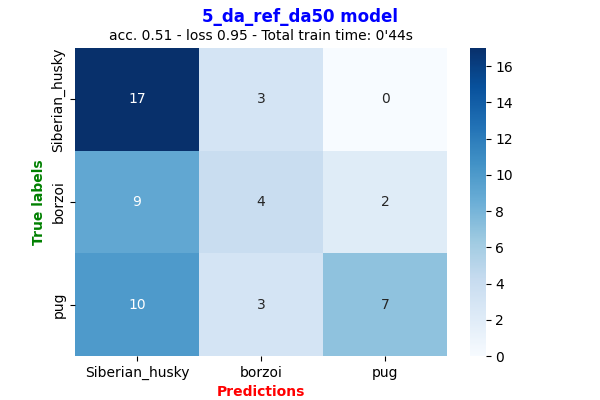 5_da_ref_da50 model
acc. 0.51 - loss 0.95 - Total train time: 0'44s
Siberian_husky
17
3
0
borzoi
9
4
2
pug
10
3
7
True labels
Siberian_husky
borzoi
pug
Predictions
16
14
12
10
8
6
4
2
0